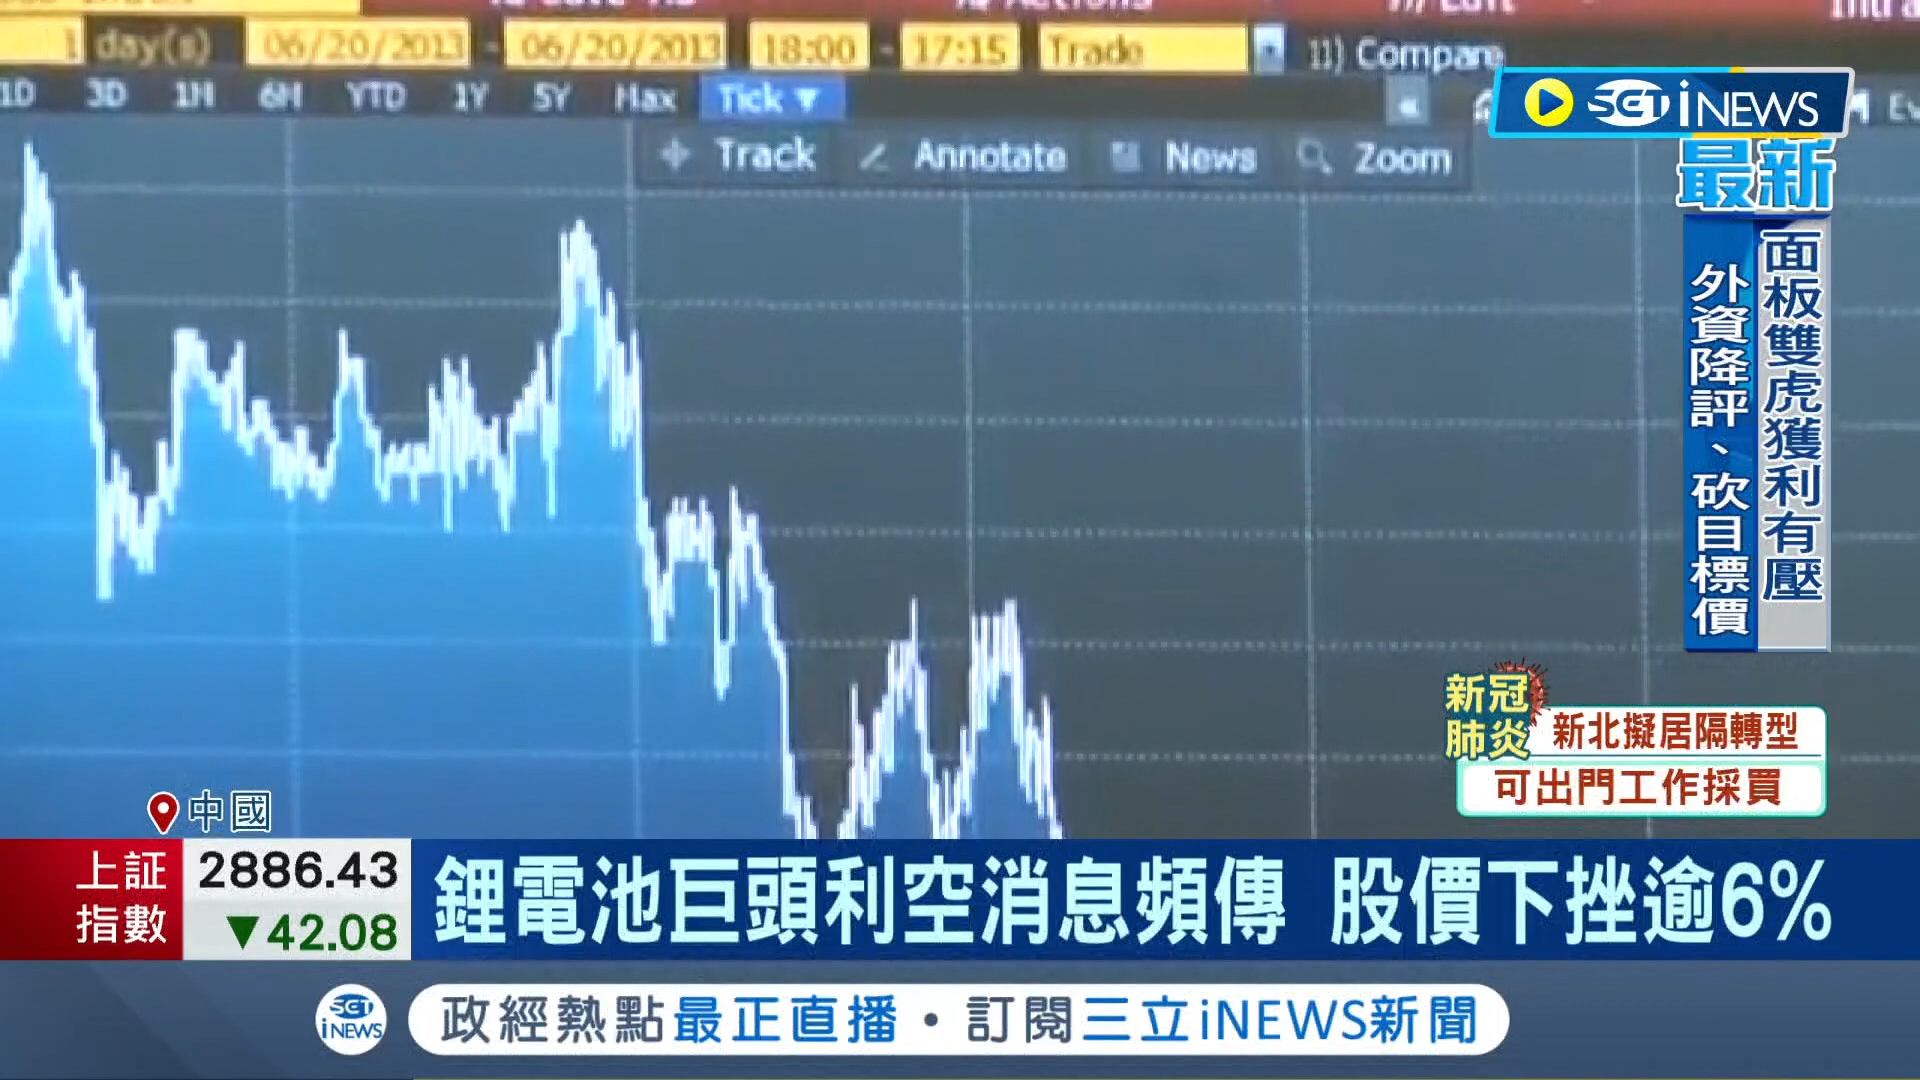 1 day(s) 06/20/2013 - 06/20/2013 18:00 - 17:15 Trade 11) Compare
1D 3D 1M 6M YTD 1Y 5Y Max Tick ▼ «
Track Annotate News Zoom
SET iNEWS
最新
面板雙虎獲利有壓
外資降評、砍目標價
新冠
肺炎
新北擬居隔轉型
可出門工作採買
中國
上証
指數
2886.43
▼42.08
鋰電池巨頭利空消息頻傳 股價下挫逾6%
SET
iNEWS
政經熱點最正直播・訂閱三立iNEWS新聞